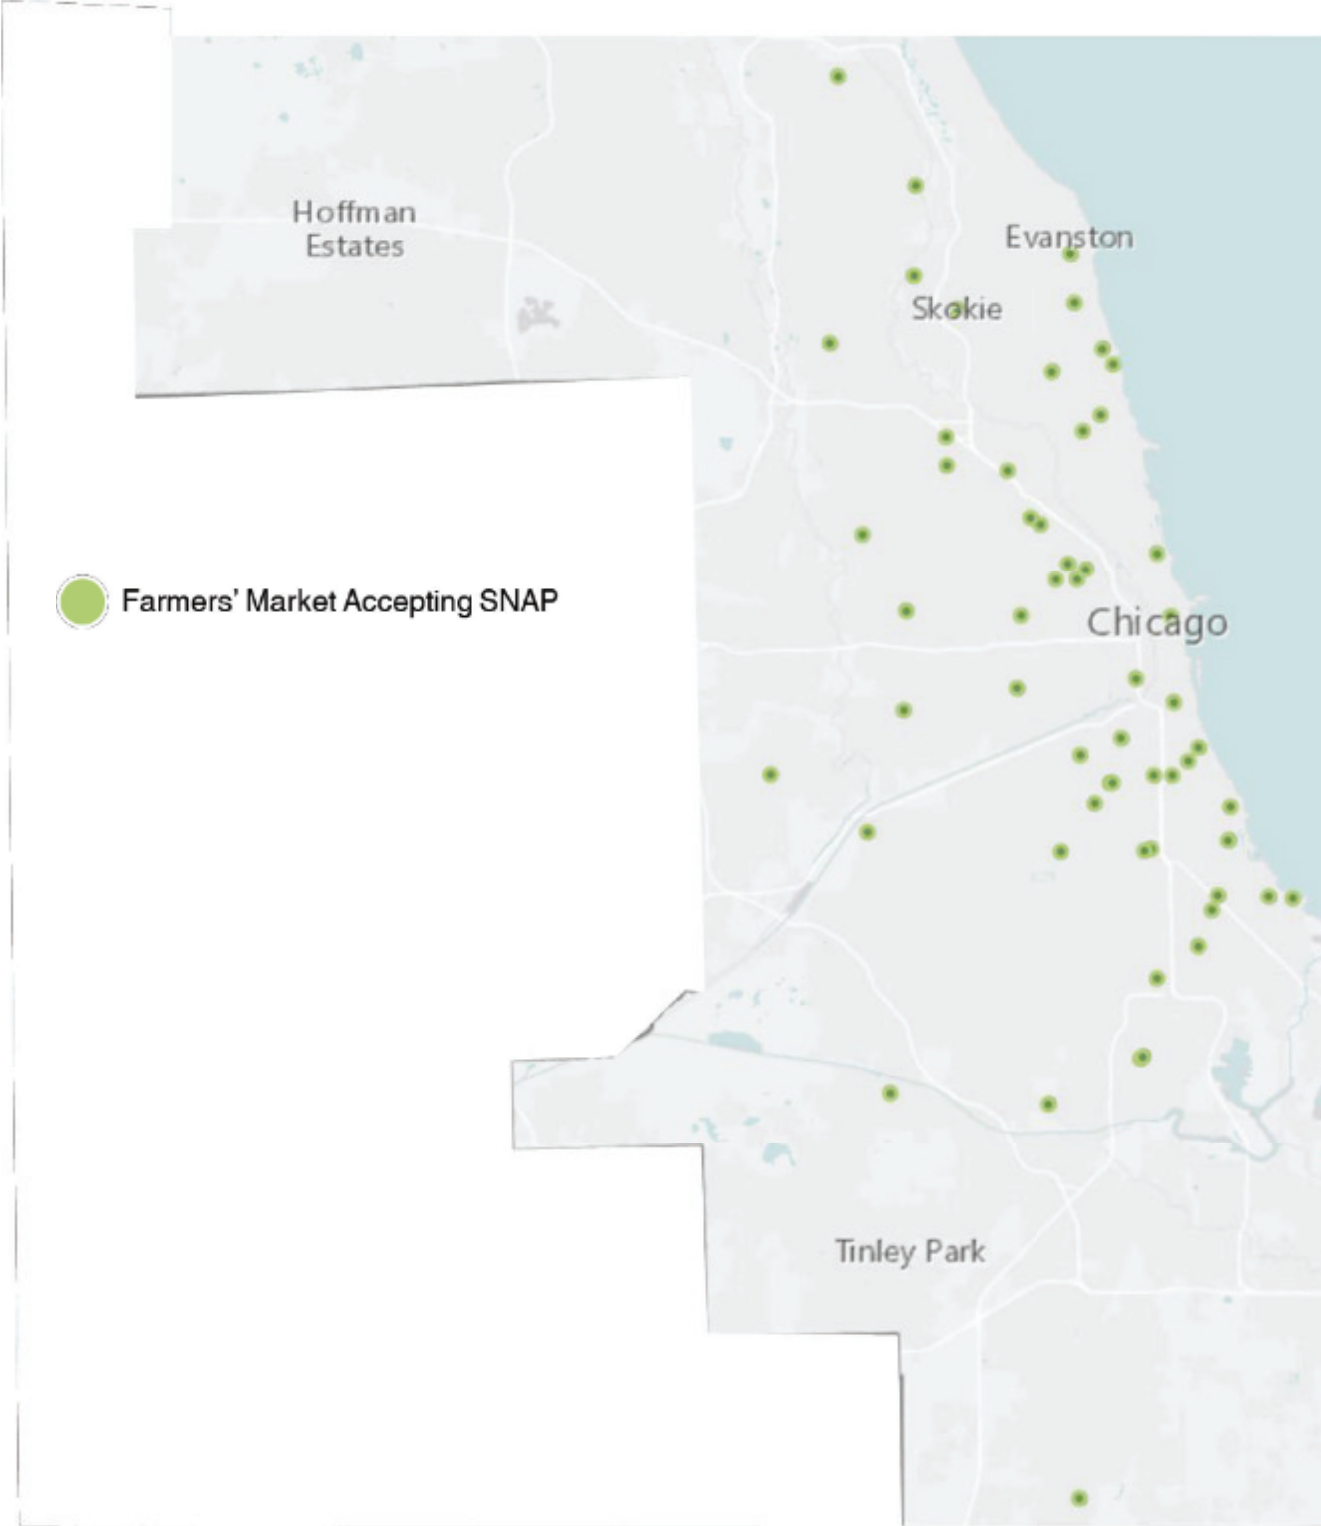 Hoffman
Estates
Evanston
Skokie
Farmers' Market Accepting SNAP
Chicago
Tinley Park